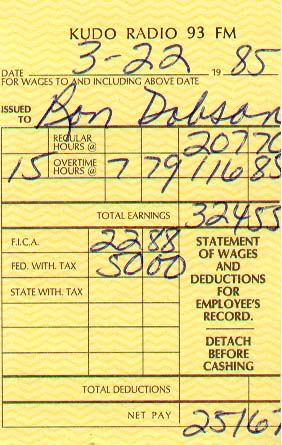 KUDO RADIO 93 FM
DATE 3-22 19 85
FOR WAGES TO AND INCLUDING ABOVE DATE
ISSUED TO Ron Dobson
REGULAR HOURS @ 207 70
15 OVERTIME HOURS @ 7 79 116 85
TOTAL EARNINGS 324 55
F.I.C.A. 22 88
FED. WITH. TAX 50 00
STATE WITH. TAX
STATEMENT
OF WAGES
AND
DEDUCTIONS
FOR
EMPLOYEE'S
RECORD.
DETACH
BEFORE
CASHING
TOTAL DEDUCTIONS
NET PAY 251 67